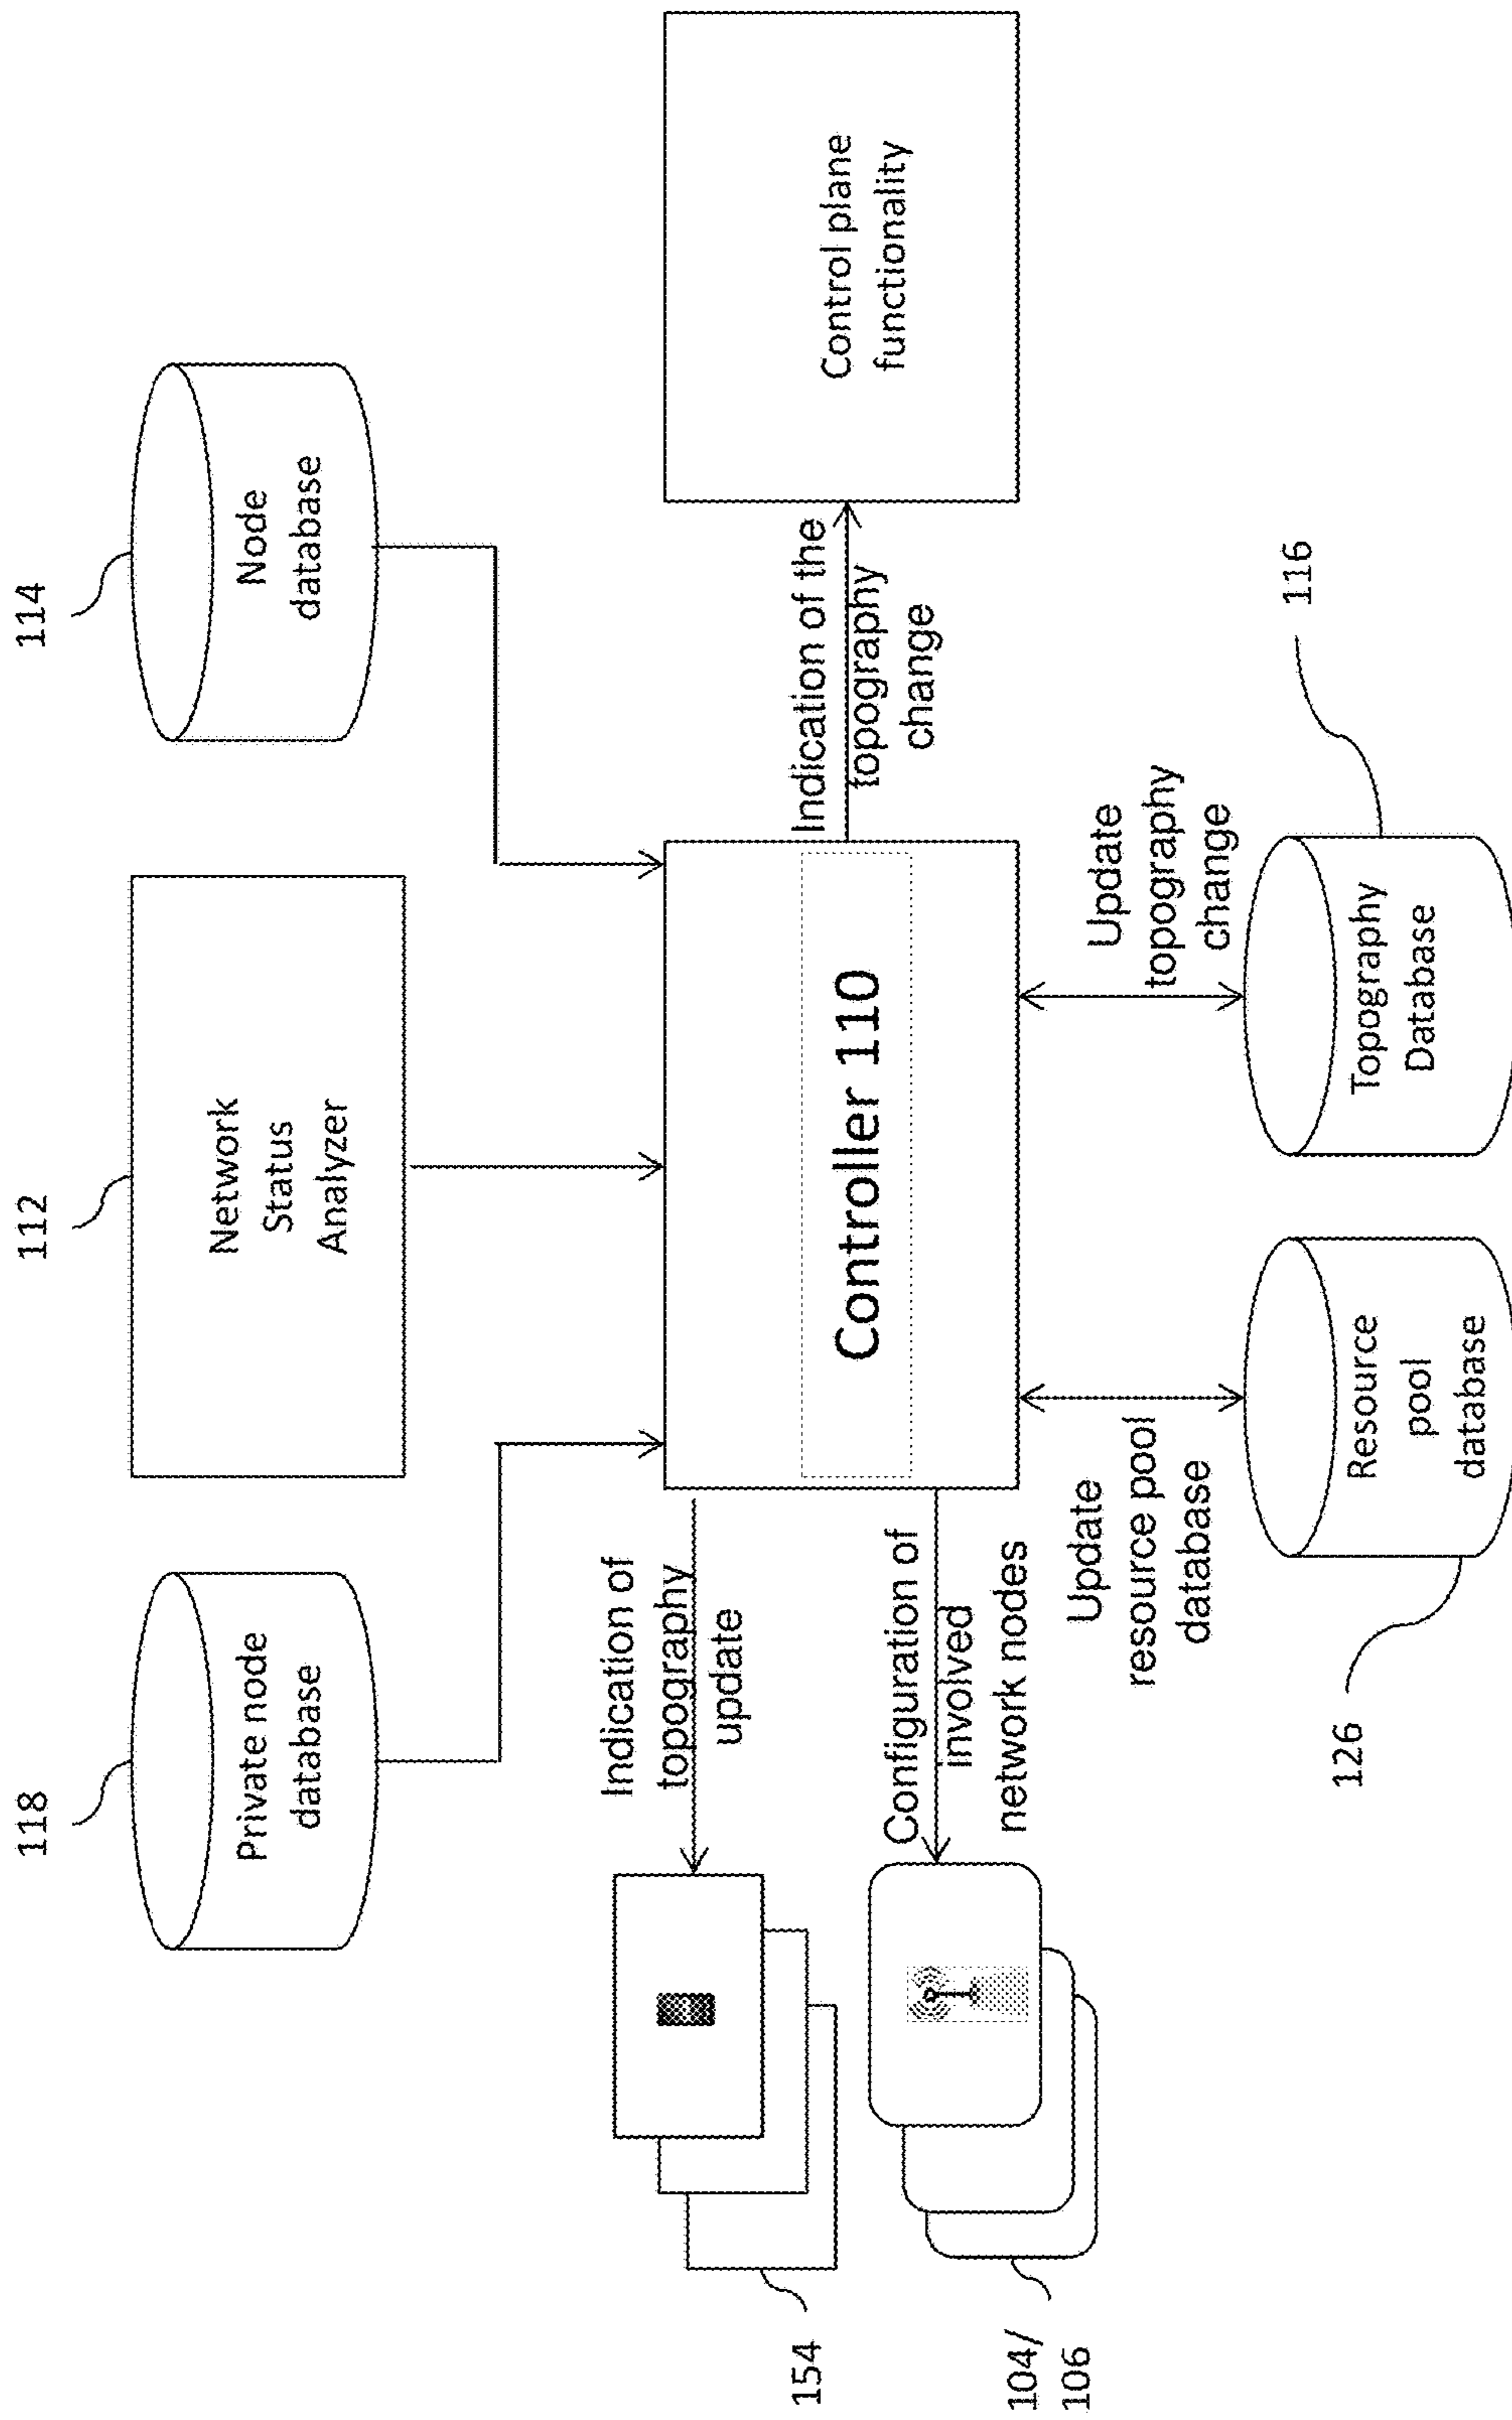 118
112
114
Private node
database
Network
Status
Analyzer
Node
database
Indication of
topography
update
Configuration of
involved
network nodes
Controller 110
Indication of the
topography
change
Control plane
functionality
154
104/
106
Update
resource pool
database
Update
topography
change
126
Resource
pool
database
Topography
Database
116